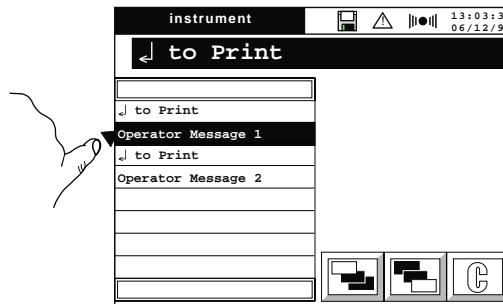 instrument
13:03:3
06/12/9
↵ to Print
↵ to Print
Operator Message 1
↵ to Print
Operator Message 2
C